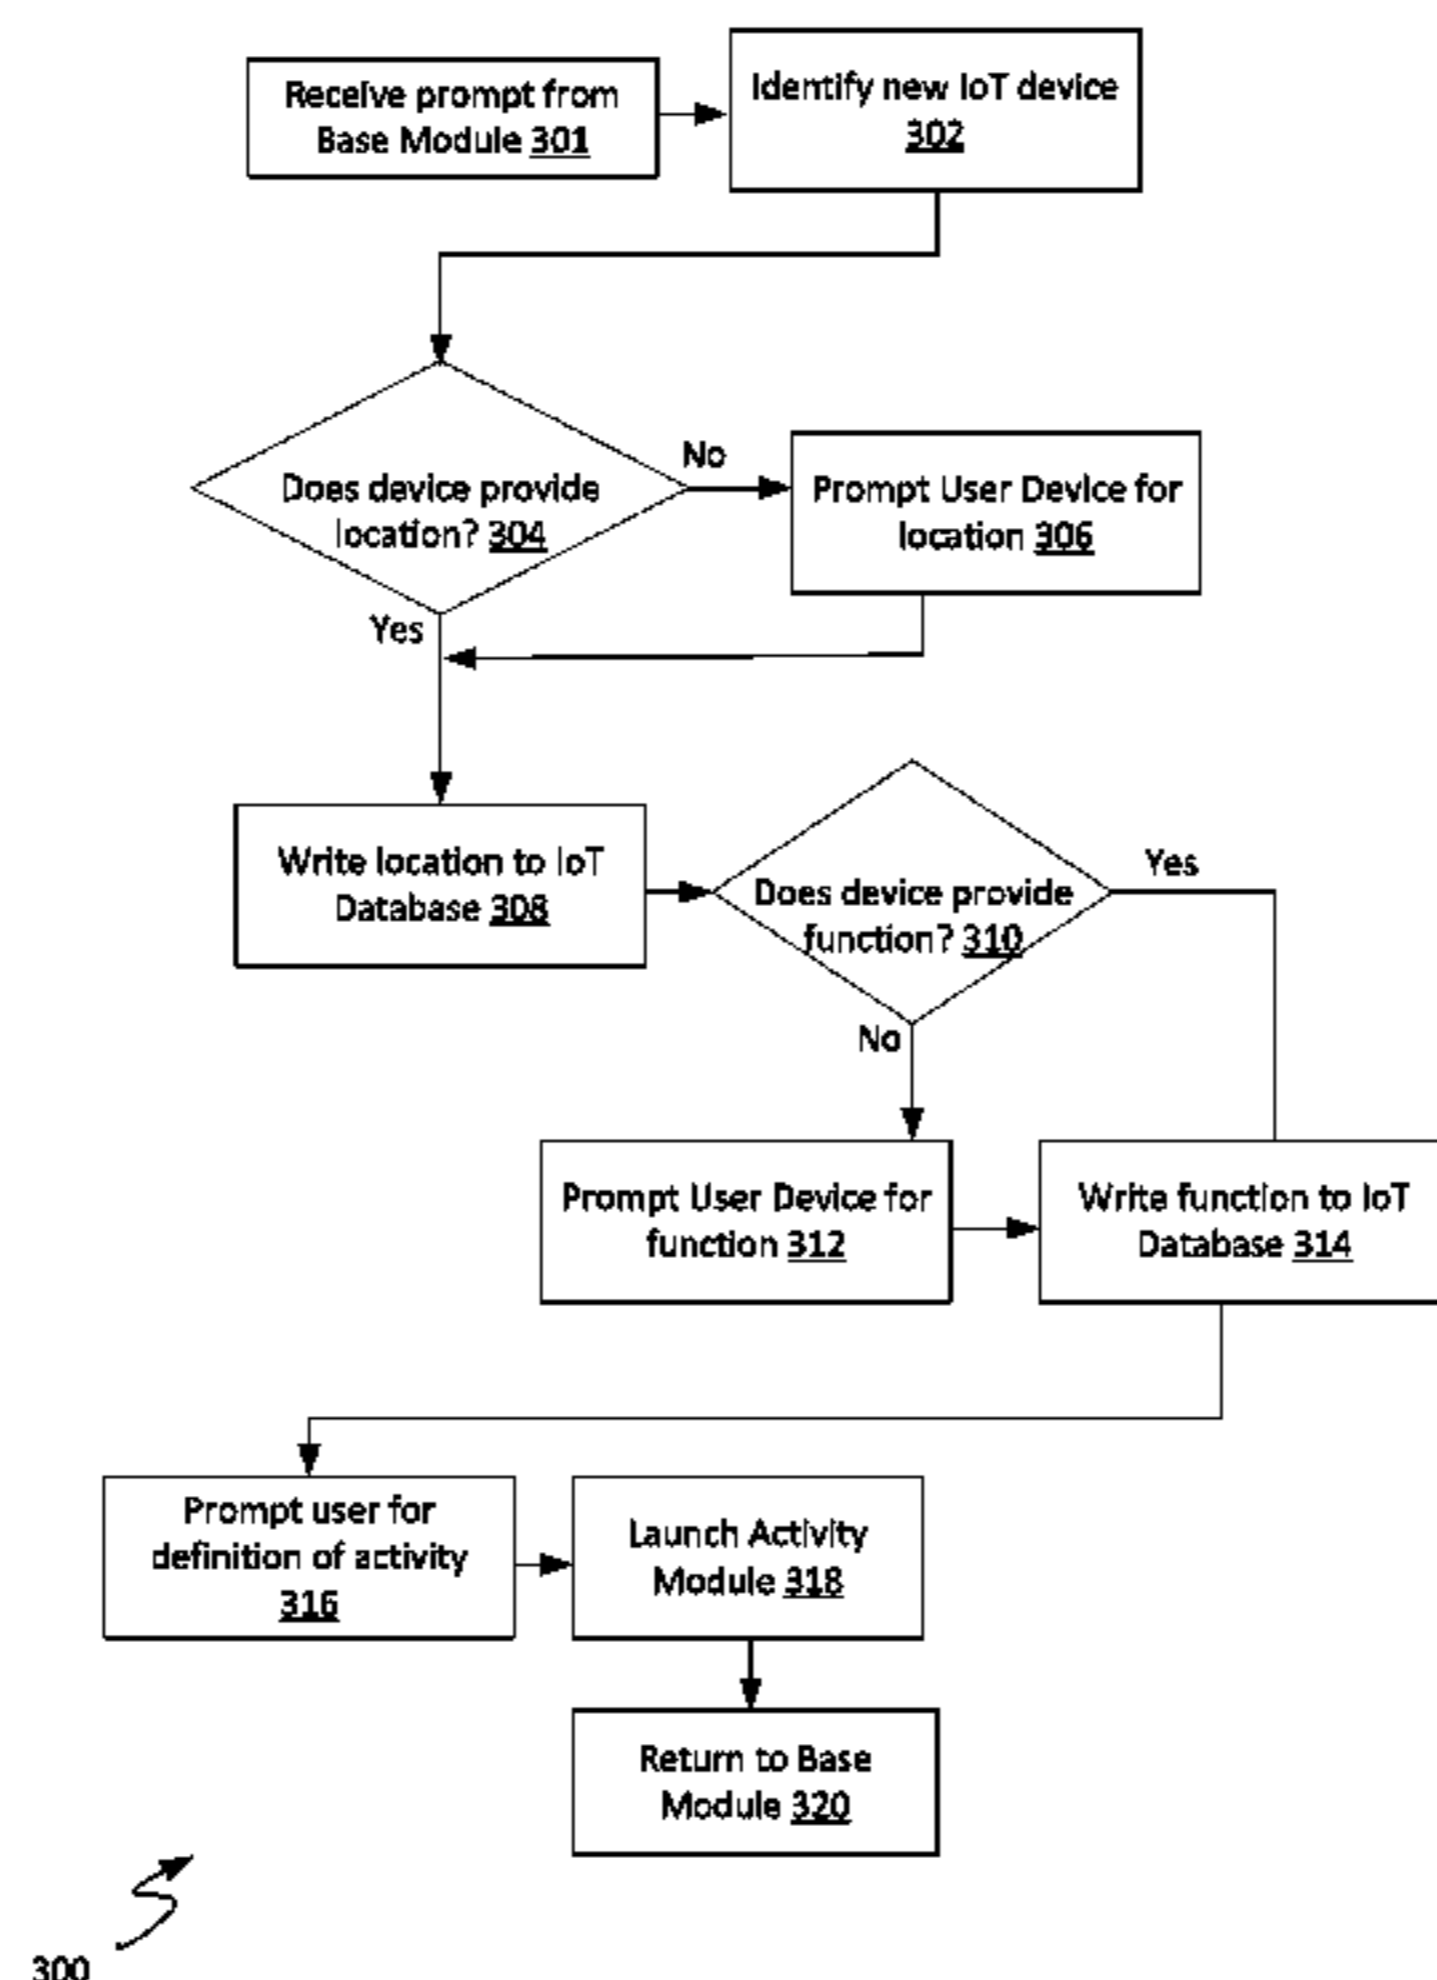 Receive prompt from
Base Module 301
Identify new IoT device
302
Does device provide
location? 304
No
Prompt User Device for
location 306
Yes
Write location to IoT
Database 308
Does device provide
function? 310
Yes
No
Prompt User Device for
function 312
Write function to IoT
Database 314
Prompt user for
definition of activity
316
Launch Activity
Module 318
Return to Base
Module 320
300